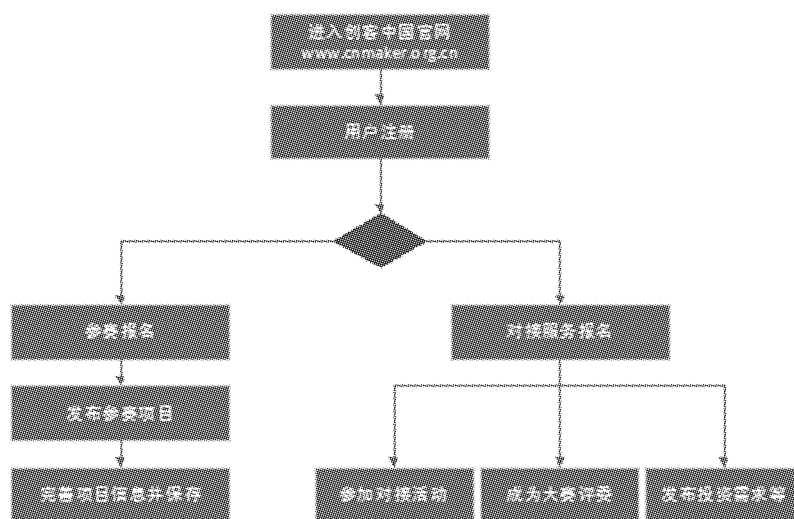 进入创客中国官网
www.cnmaker.org.cn
用户注册
参赛报名
对接服务报名
发布参赛项目
完善项目信息并保存
参加对接活动
成为大赛评委
发布投资需求等